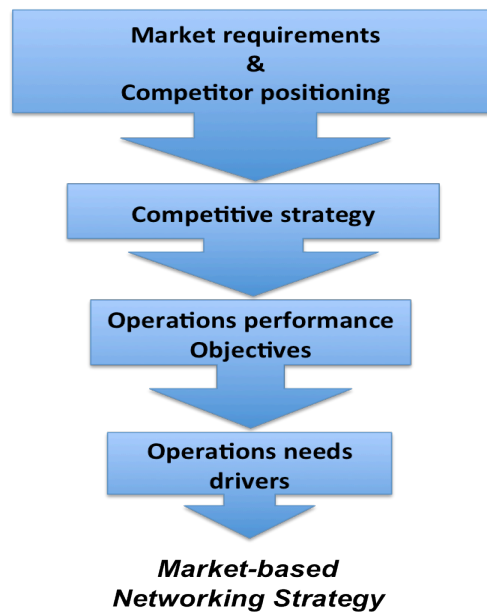 Market requirements
&
Competitor positioning
Competitive strategy
Operations performance
Objectives
Operations needs
drivers
Market-based
Networking Strategy